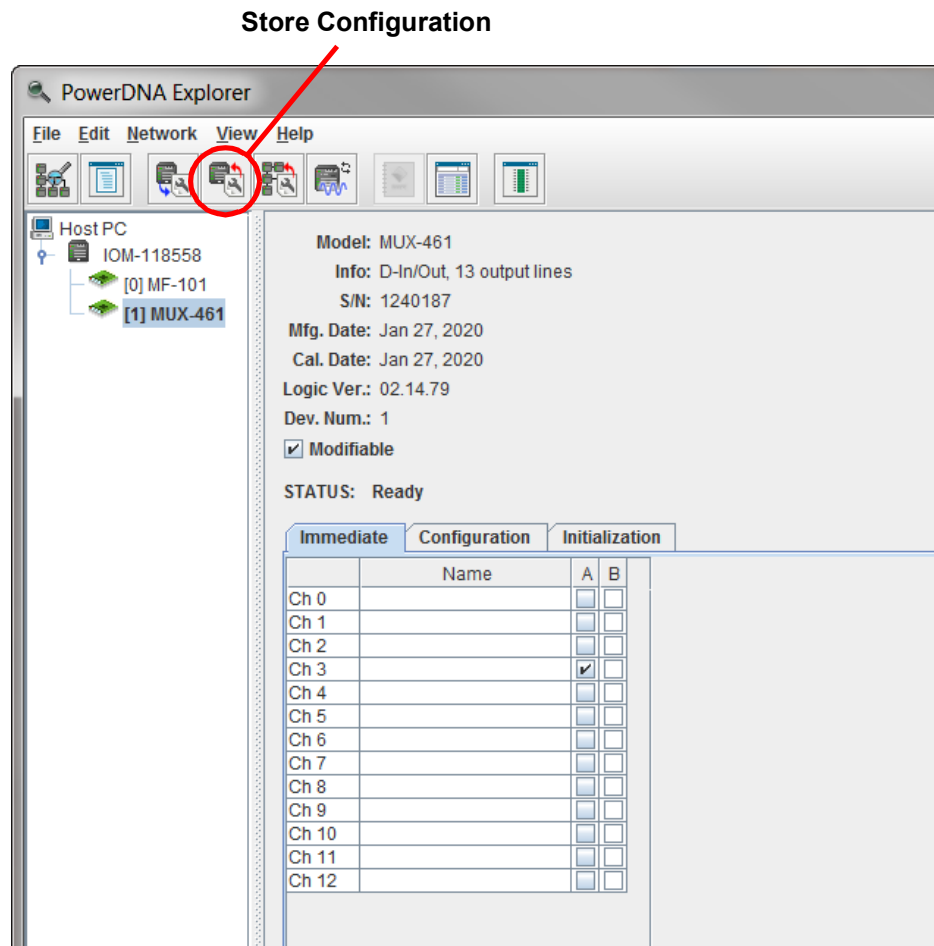 Store Configuration
PowerDNA Explorer
File Edit Network View Help
Host PC
IOM-118558
[0] MF-101
[1] MUX-461
Model: MUX-461
Info: D-In/Out, 13 output lines
S/N: 1240187
Mfg. Date: Jan 27, 2020
Cal. Date: Jan 27, 2020
Logic Ver.: 02.14.79
Dev. Num.: 1
Modifiable
STATUS: Ready
Immediate Configuration Initialization
Name A B
Ch 0
Ch 1
Ch 2
Ch 3
Ch 4
Ch 5
Ch 6
Ch 7
Ch 8
Ch 9
Ch 10
Ch 11
Ch 12